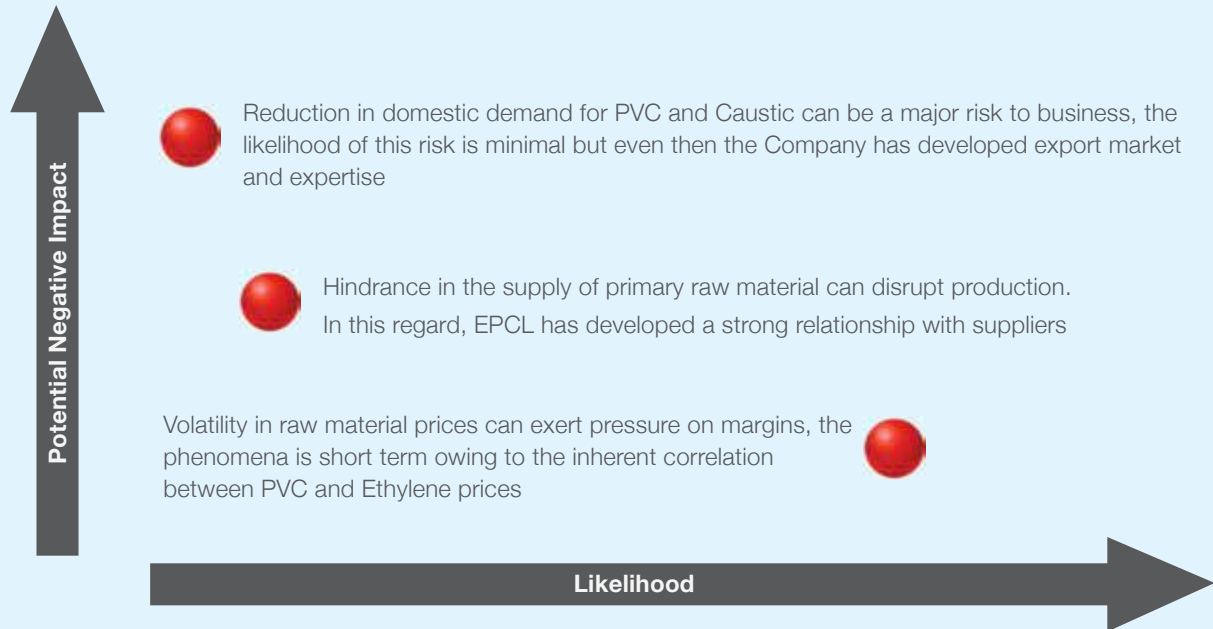 Potential Negative Impact
Reduction in domestic demand for PVC and Caustic can be a major risk to business, the
likelihood of this risk is minimal but even then the Company has developed export market
and expertise
Hindrance in the supply of primary raw material can disrupt production.
In this regard, EPCL has developed a strong relationship with suppliers
Volatility in raw material prices can exert pressure on margins, the
phenomena is short term owing to the inherent correlation
between PVC and Ethylene prices
Likelihood